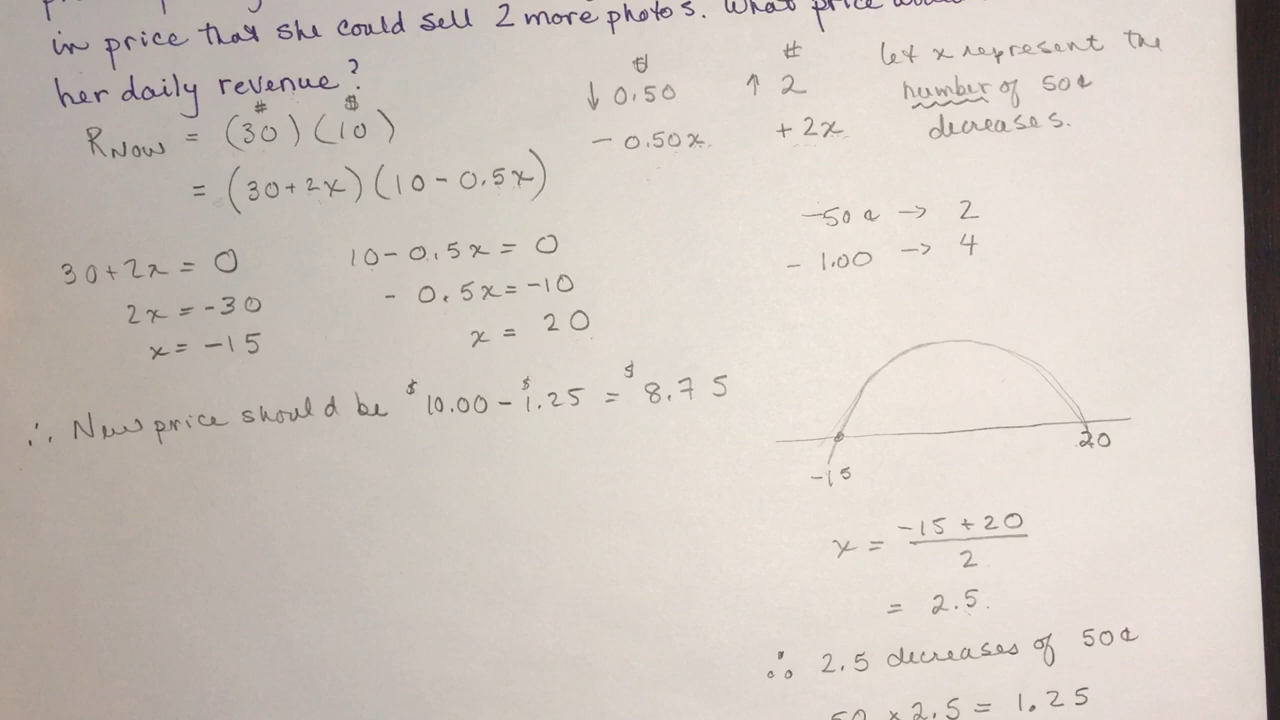 in price that she could sell 2 more photos. What price
her daily revenue?
# $
R NOW = (30)(10)
= (30+2x)(10-0.5x)
30+2x = 0
2x = -30
x = -15
10-0.5x = 0
- 0.5x = -10
x = 20
∴ New price should be $10.00 - $1.25 = $8.75
$ #
↓ 0.50 ↑ 2
- 0.50x + 2x
let x represent the
number of 50¢
decreases.
-50¢ → 2
- 1.00 → 4
-15 20
x = (-15 + 20)/2
= 2.5.
∴ 2.5 decreases of 50¢
.50 x 2.5 = 1.25